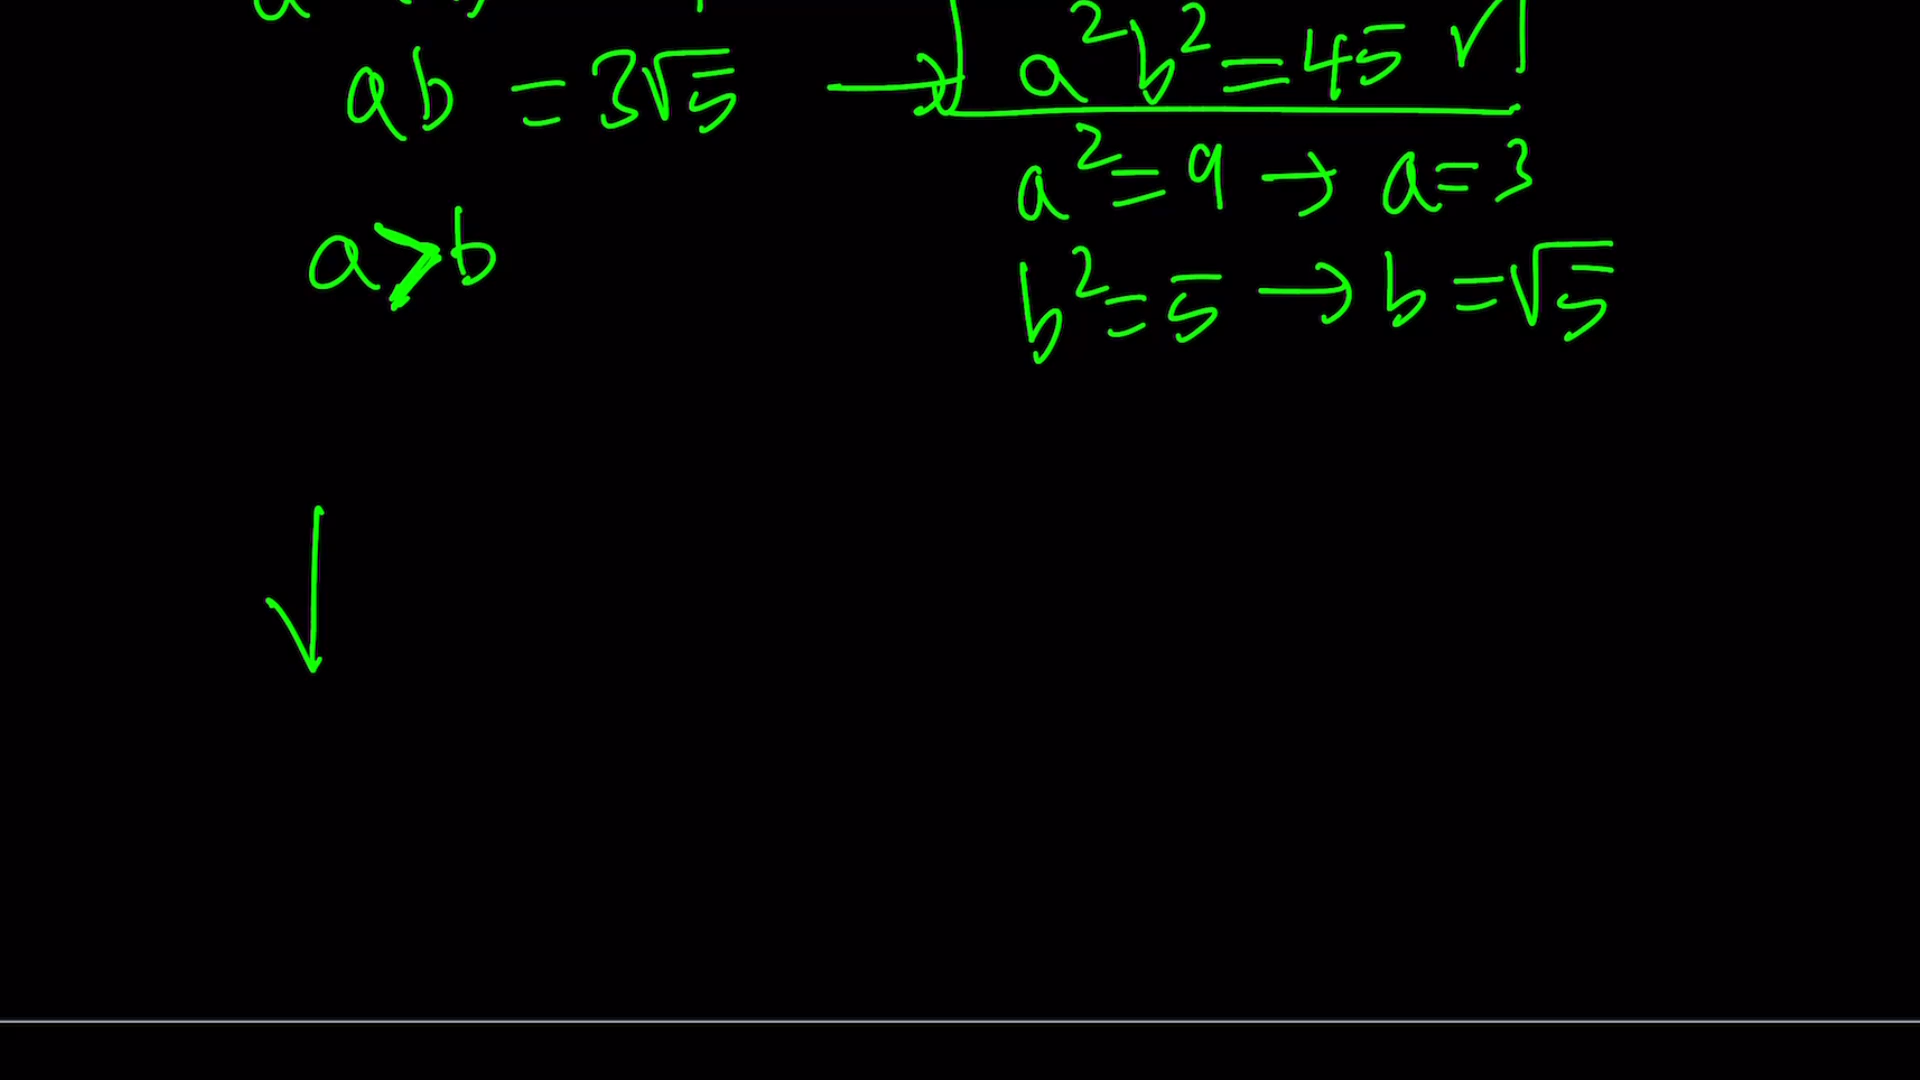 ab = 3√5 → a²b² = 45 √
a² = 9 → a = 3
a > b
b² = 5 → b = √5
√